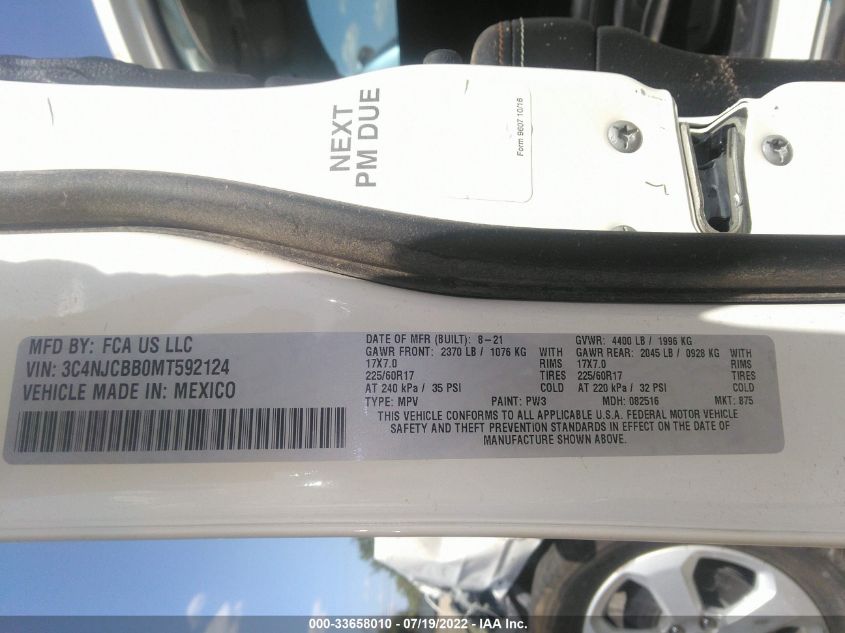 NEXT
PM DUE
Form 9607 10/16
MFD BY: FCA US LLC
VIN: 3C4NJCBB0MT592124
VEHICLE MADE IN: MEXICO
DATE OF MFR (BUILT): 8-21 GVWR: 4400 LB / 1996 KG
GAWR FRONT: 2370 LB / 1076 KG WITH GAWR REAR: 2045 LB / 0928 KG WITH
17X7.0 RIMS 17X7.0 RIMS
225/60R17 TIRES 225/60R17 TIRES
AT 240 kPa / 35 PSI COLD AT 220 kPa / 32 PSI COLD
TYPE: MPV PAINT: PW3 MDH: 082516 MKT: 875
THIS VEHICLE CONFORMS TO ALL APPLICABLE U.S.A. FEDERAL MOTOR VEHICLE
SAFETY AND THEFT PREVENTION STANDARDS IN EFFECT ON THE DATE OF
MANUFACTURE SHOWN ABOVE.
000-33658010 - 07/19/2022 - IAA Inc.